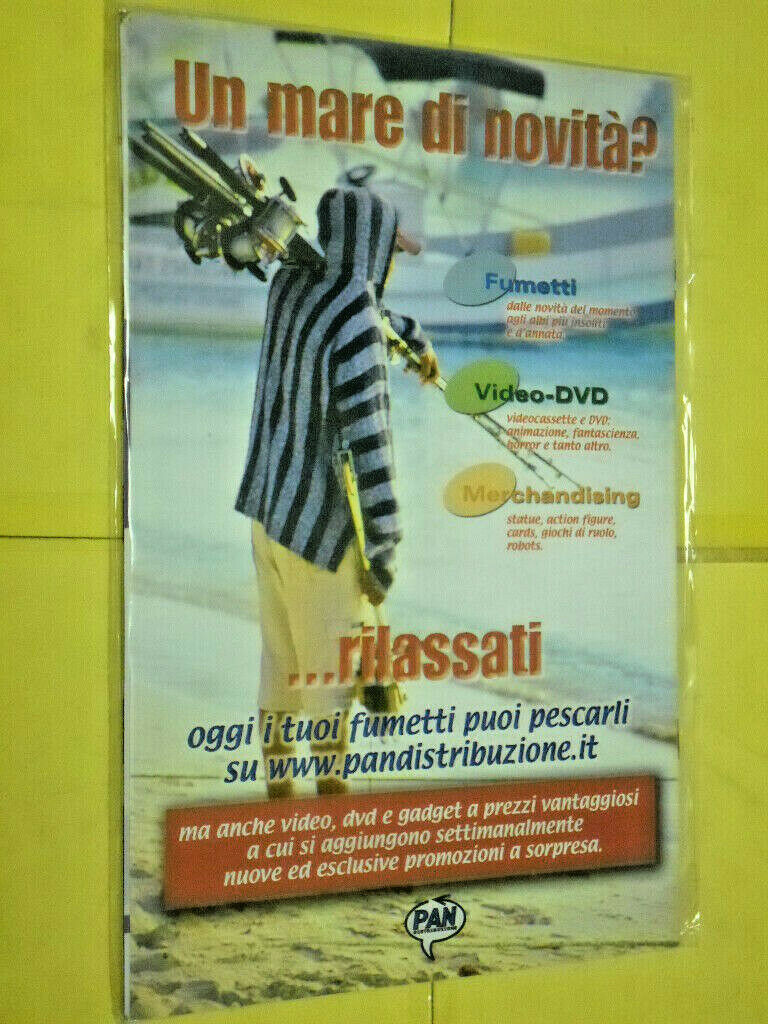 Un mare di novità?
Fumetti
dalle novità del momento
agli albi più insoliti
e d'annata.
Video-DVD
videocassette e DVD:
animazione, fantascienza,
horror e tanto altro.
Merchandising
statue, action figure,
cards, giochi di ruolo,
robots.
...rilassati
oggi i tuoi fumetti puoi pescarli
su www.pandistribuzione.it
ma anche video, dvd e gadget a prezzi vantaggiosi
a cui si aggiungono settimanalmente
nuove ed esclusive promozioni a sorpresa.
PAN
DISTRIBUZIONE